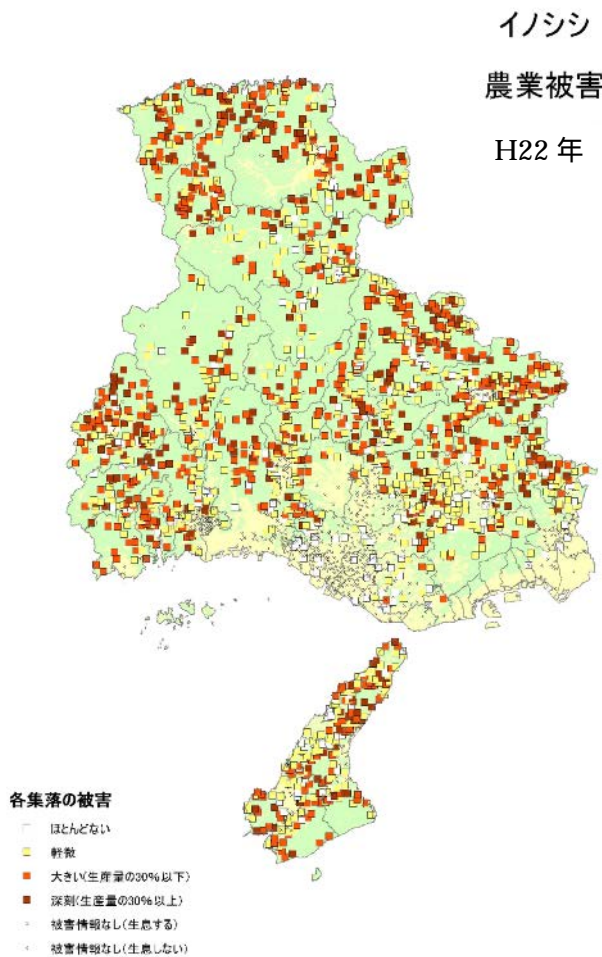 イノシシ
農業被害
H22 年
各集落の被害
ほとんどない
軽微
大きい(生産量の30%以下)
深刻(生産量の30%以上)
被害情報なし(生息する)
被害情報なし(生息しない)